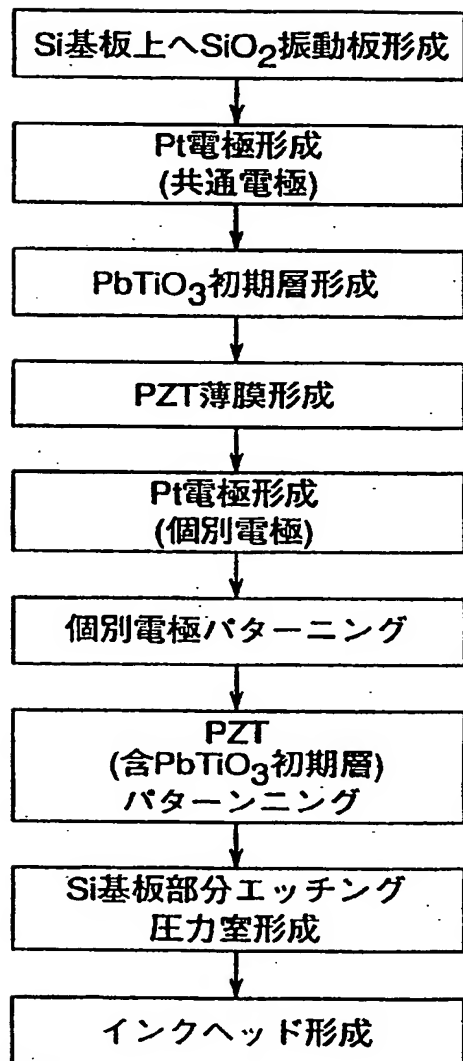 Si基板上へSiO2振動板形成
Pt電極形成
(共通電極)
PbTiO3初期層形成
PZT薄膜形成
Pt電極形成
(個別電極)
個別電極パターニング
PZT
(含PbTiO3初期層)
パターンニング
Si基板部分エッチング
圧力室形成
インクヘッド形成